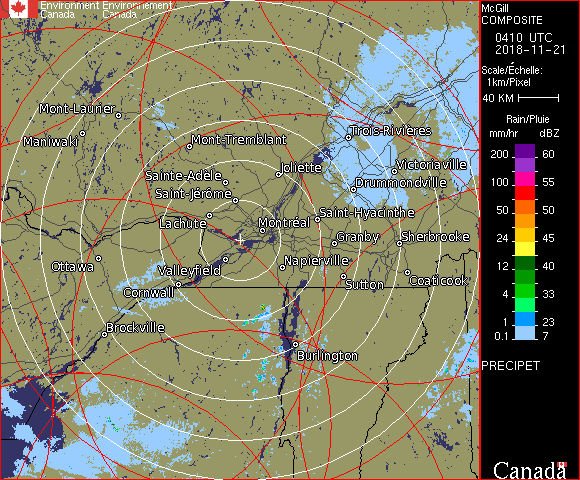 Environment Environnement
Canada Canada
McGill
COMPOSITE
0410 UTC
2018-11-21
Scale/Échelle:
1km/Pixel
40 KM
Rain/Pluie
mm/hr dBZ
200 60
150 57
100 55
50 50
24 45
12 40
4 33
1 23
0.1 7
PRECIPET
Canada
Mont-Laurier
Maniwaki
Mont-Tremblant
Trois-Rivières
Joliette
Victoriaville
Sainte-Adèle
Drummondville
Saint-Jérôme
Lachute
Montréal
Saint-Hyacinthe
Granby
Sherbrooke
Ottawa
Valleyfield
Napierville
Cornwall
Sutton
Coaticook
Brockville
Burlington